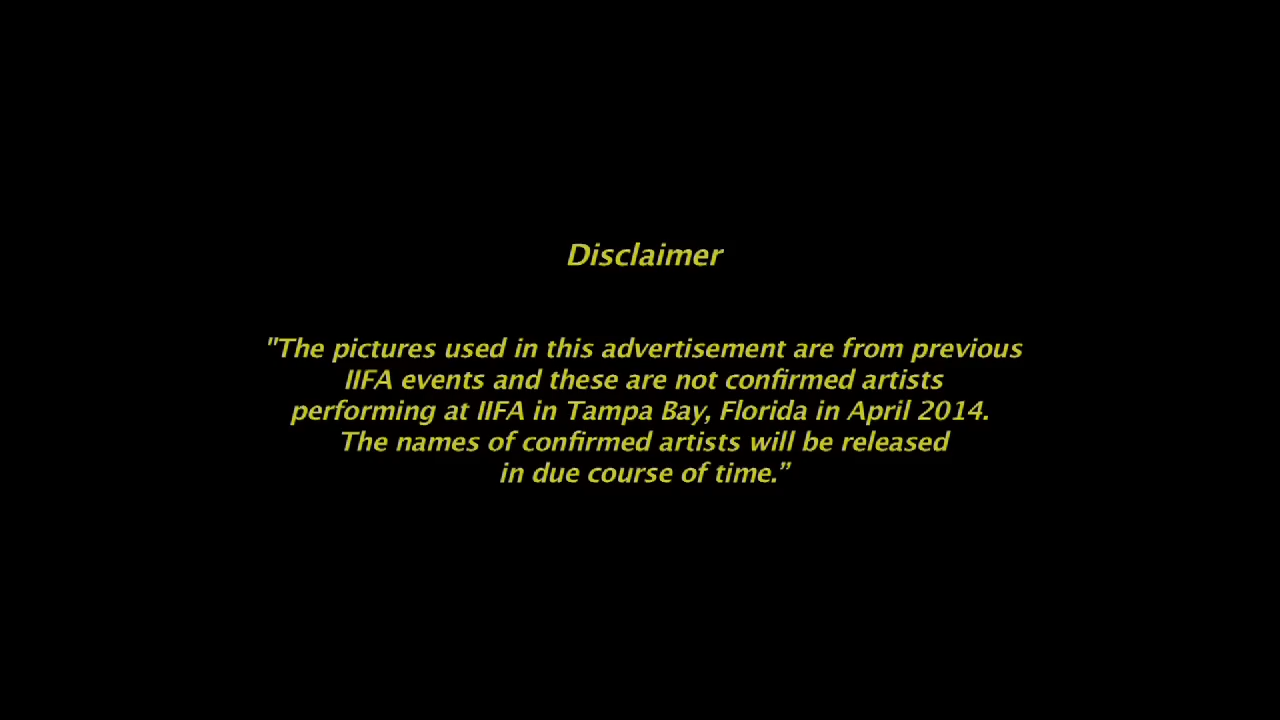 Disclaimer
"The pictures used in this advertisement are from previous
IIFA events and these are not confirmed artists
performing at IIFA in Tampa Bay, Florida in April 2014.
The names of confirmed artists will be released
in due course of time.”